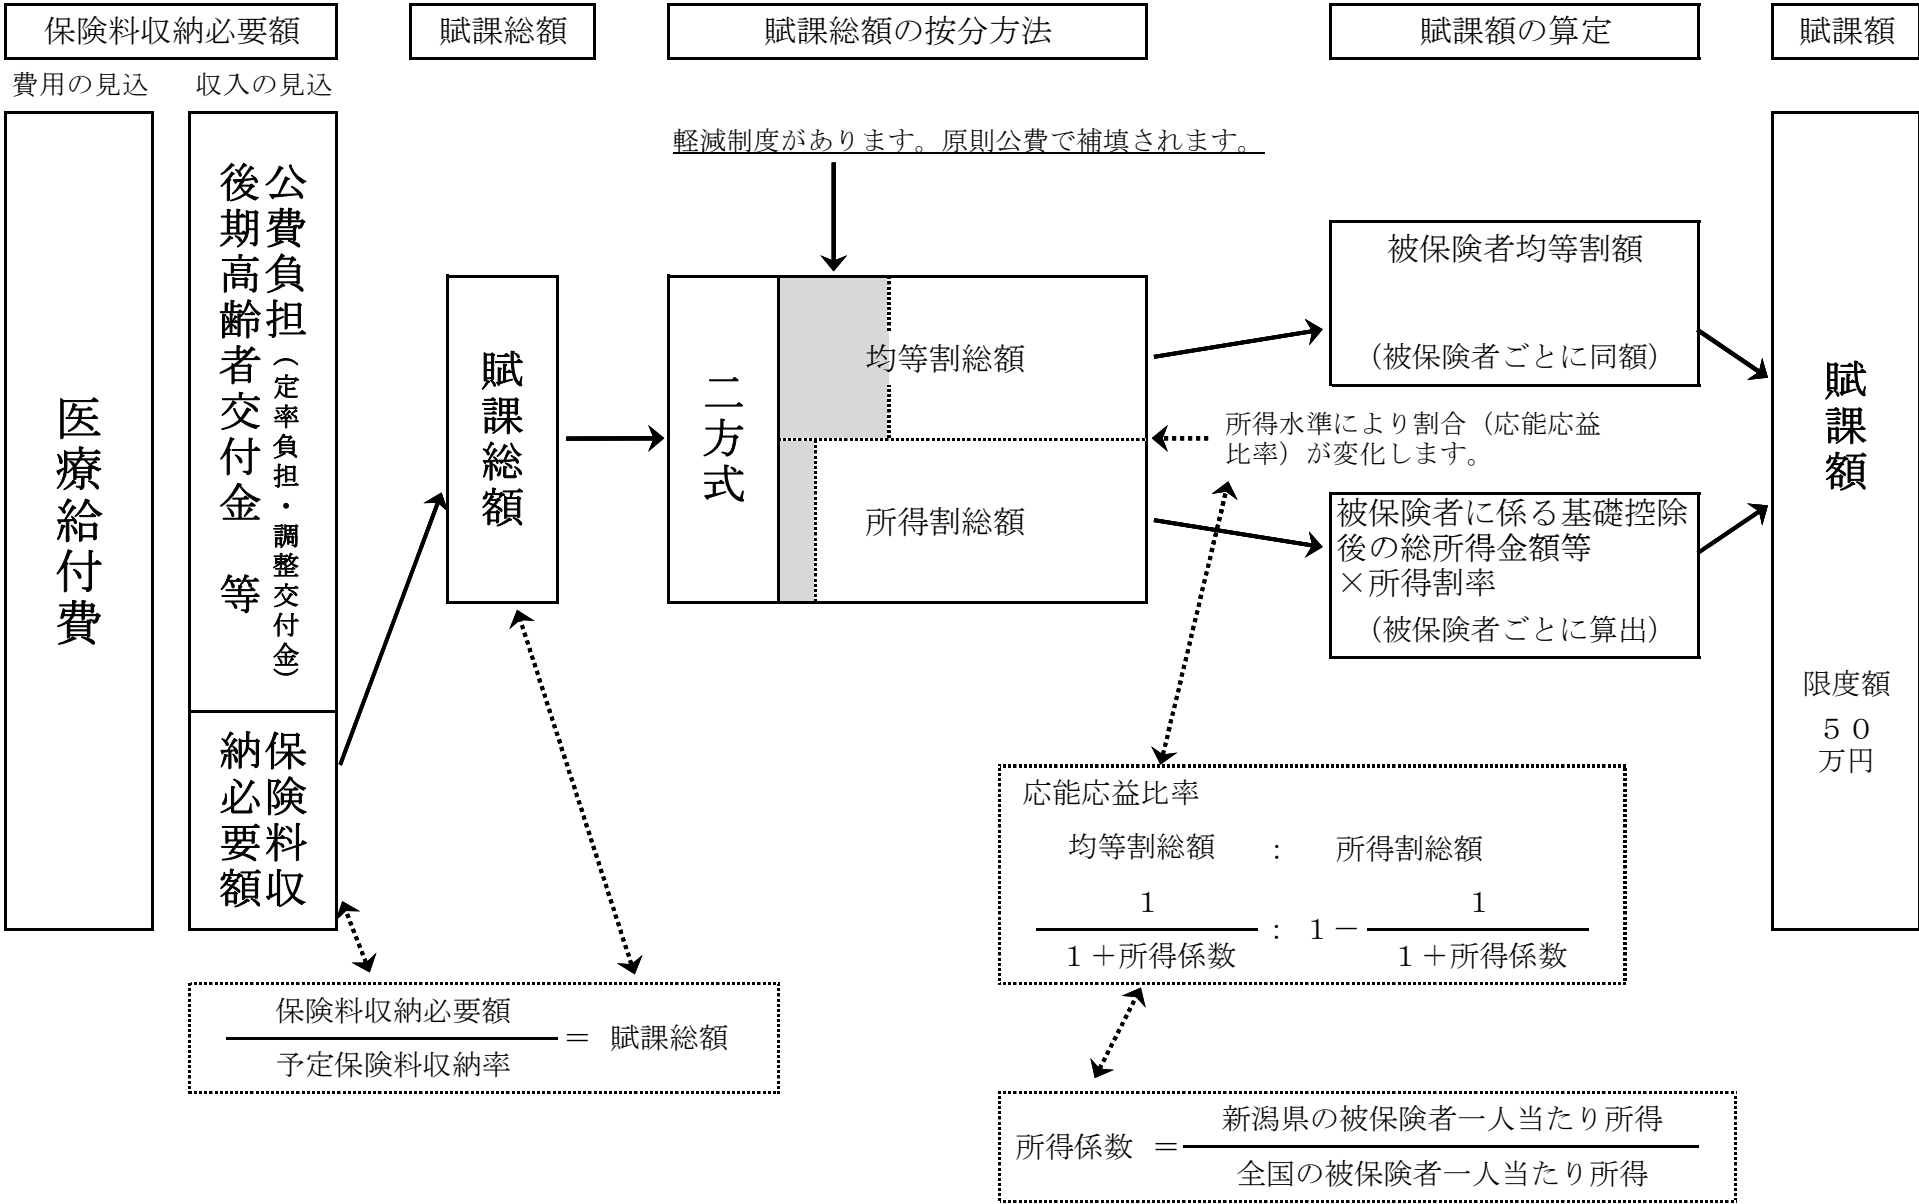 保険料収納必要額
賦課総額
賦課総額の按分方法
賦課額の算定
賦課額
費用の見込
収入の見込
医療給付費
公費負担（定率負担・調整交付金）
後期高齢者交付金　等
保険料収
納必要額
賦課総額
軽減制度があります。原則公費で補填されます。
二方式
均等割総額
所得割総額
被保険者均等割額
（被保険者ごとに同額）
所得水準により割合（応能応益
比率）が変化します。
被保険者に係る基礎控除
後の総所得金額等
×所得割率
（被保険者ごとに算出）
賦課額
限度額
５０
万円
応能応益比率
均等割総額　：　所得割総額
１　　　　１
：　１－
１＋所得係数　　　　１＋所得係数
保険料収納必要額
＝　賦課総額
予定保険料収納率
新潟県の被保険者一人当たり所得
所得係数　＝
全国の被保険者一人当たり所得